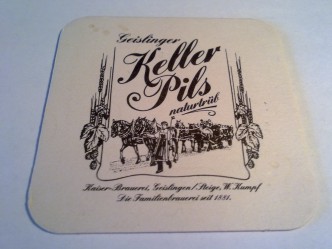 Geislinger
Keller
Pils
naturtrüb
Kaiser-Brauerei, Geislingen/Steige, W. Kumpf
Die Familienbrauerei seit 1881.